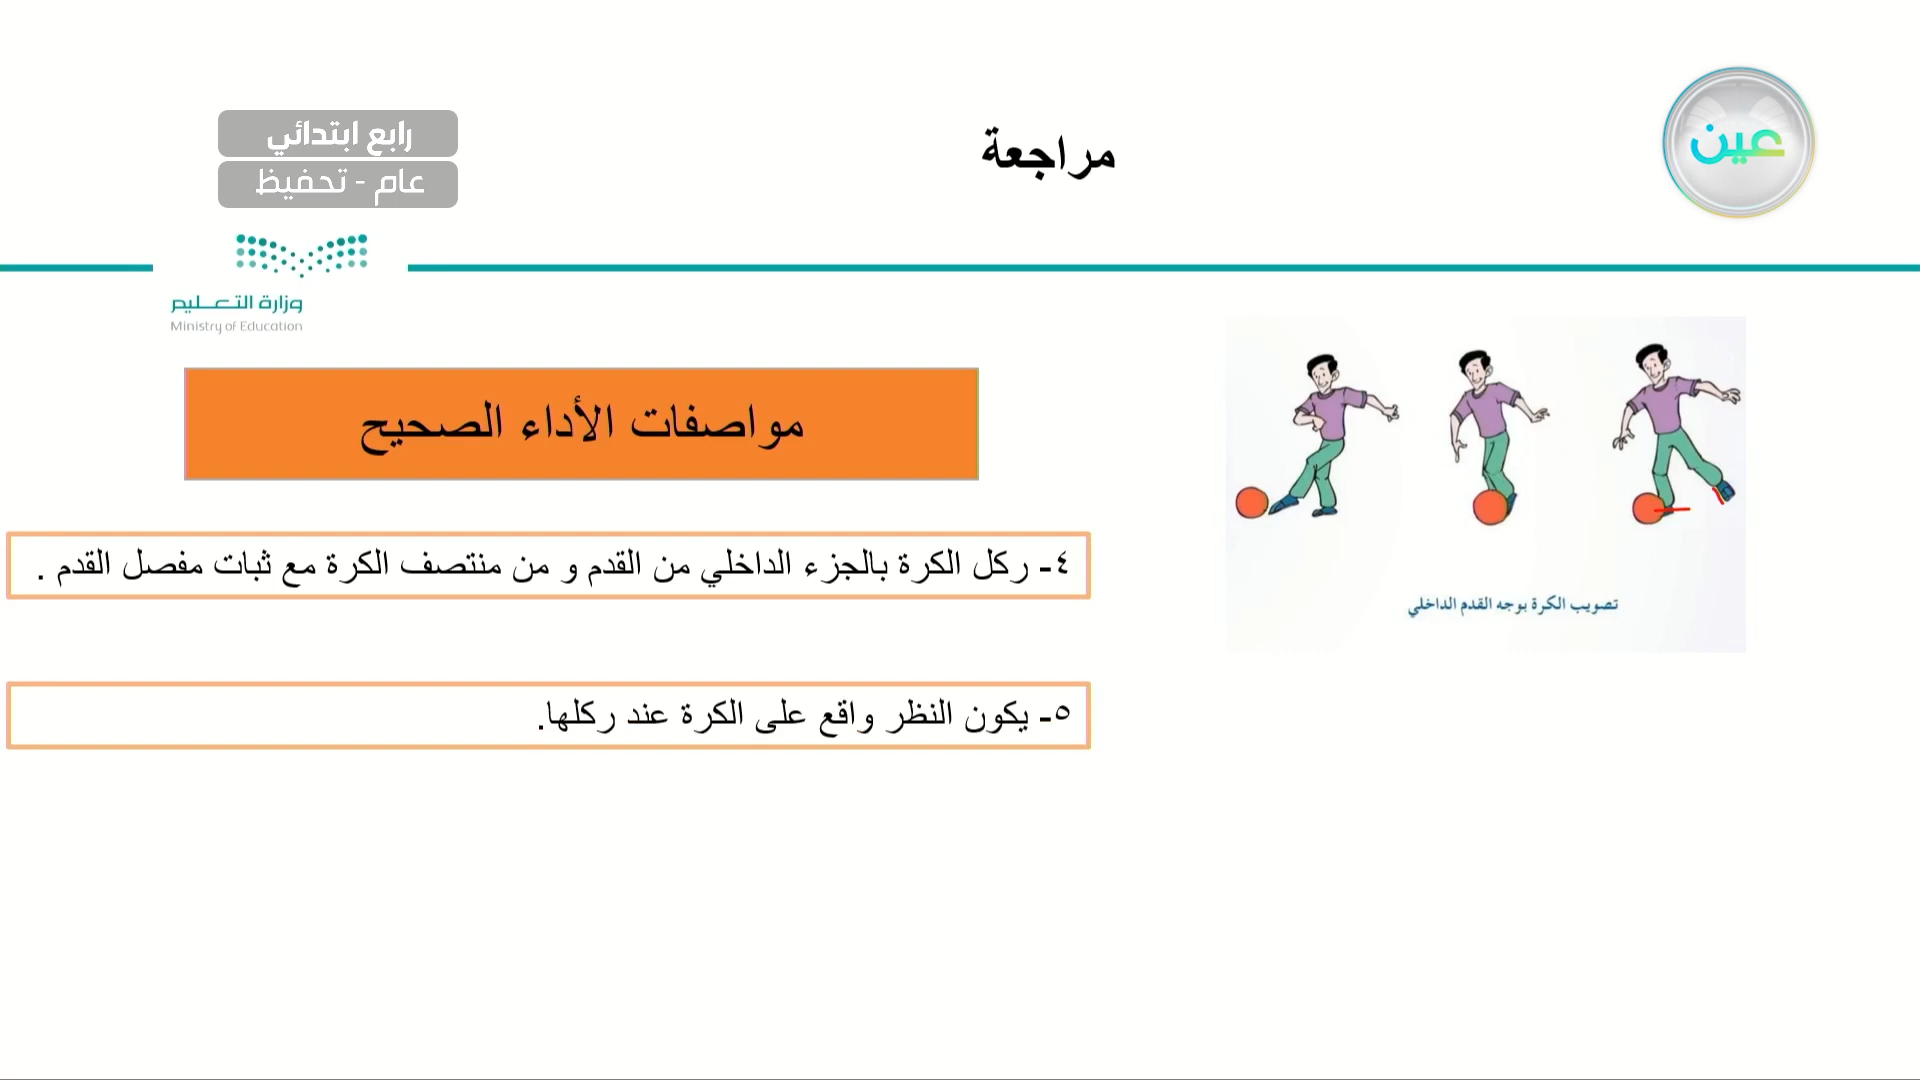 عين
مراجعة
رابع ابتدائي
عام - تحفيظ
وزارة التعليم
Ministry of Education
مواصفات الأداء الصحيح
٤- ركل الكرة بالجزء الداخلي من القدم و من منتصف الكرة مع ثبات مفصل القدم .
٥- يكون النظر واقع على الكرة عند ركلها.
تصويب الكرة بوجه القدم الداخلي